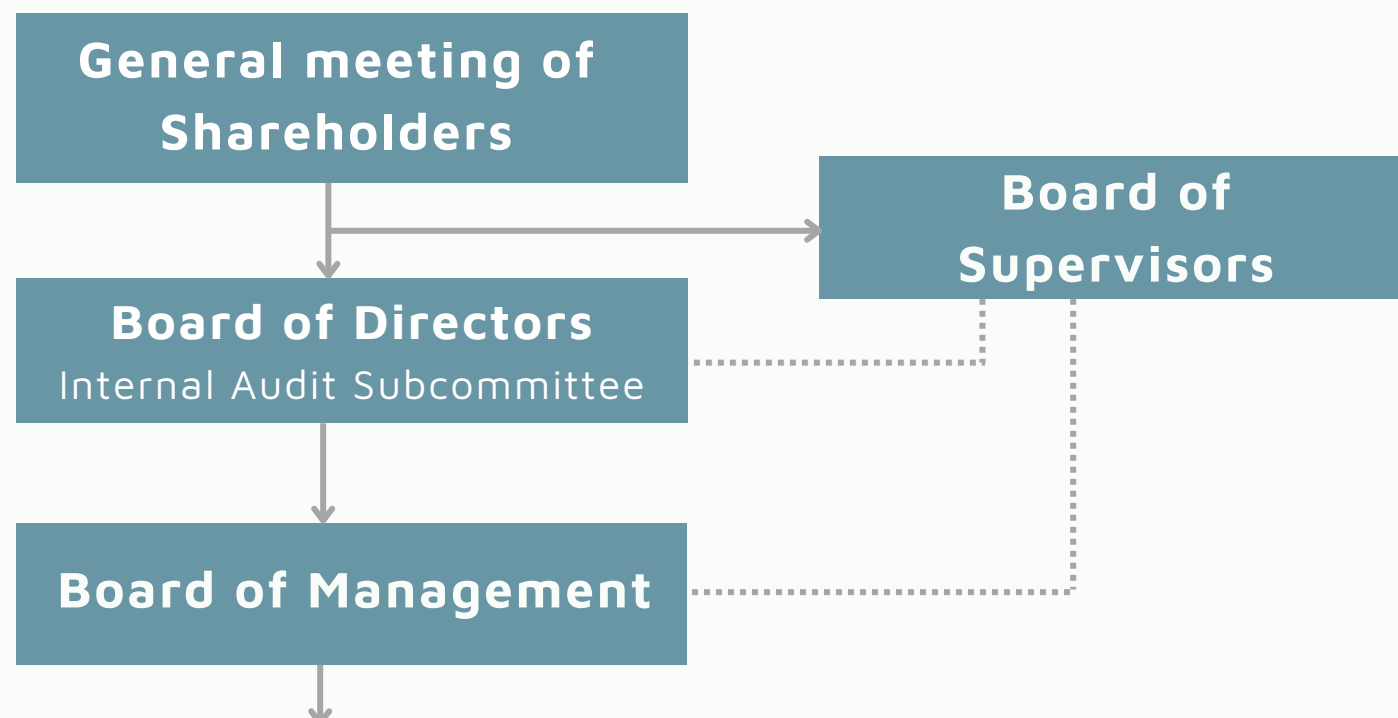 General meeting of
Shareholders
Board of
Supervisors
Board of Directors
Internal Audit Subcommittee
Board of Management